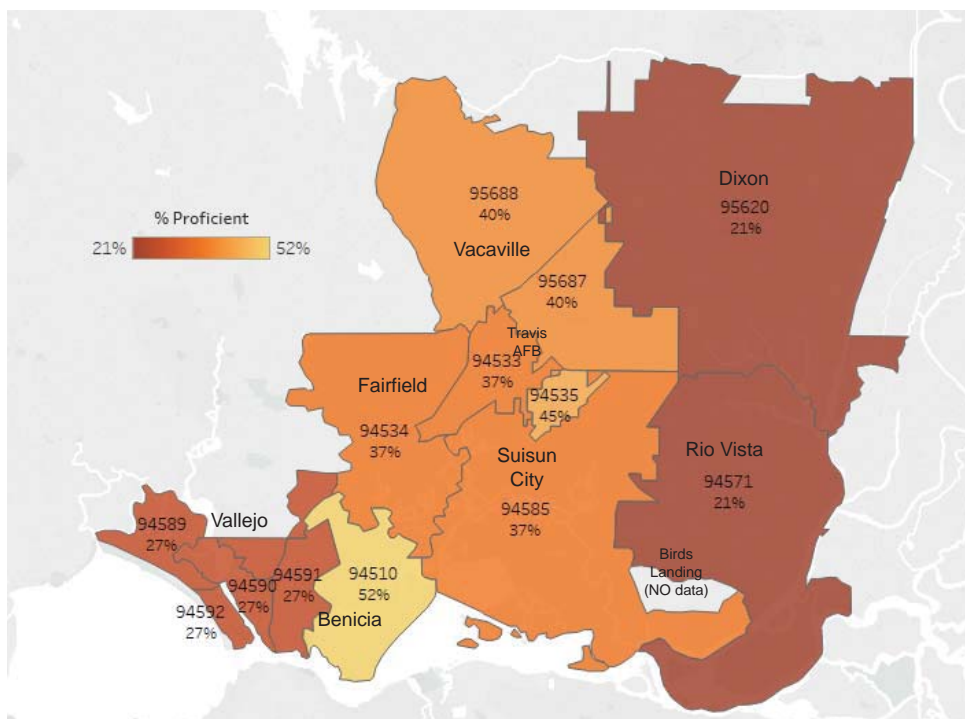 Dixon
95620
21%
95688
40%
Vacaville
% Proficient
21%
52%
95687
40%
Travis
AFB
94533
37%
Fairfield
94534
37%
94535
45%
Suisun
City
94585
37%
Rio Vista
94571
21%
Vallejo
94589
27%
94590
27%
94591
27%
94592
27%
94510
52%
Benicia
Birds
Landing
(NO data)